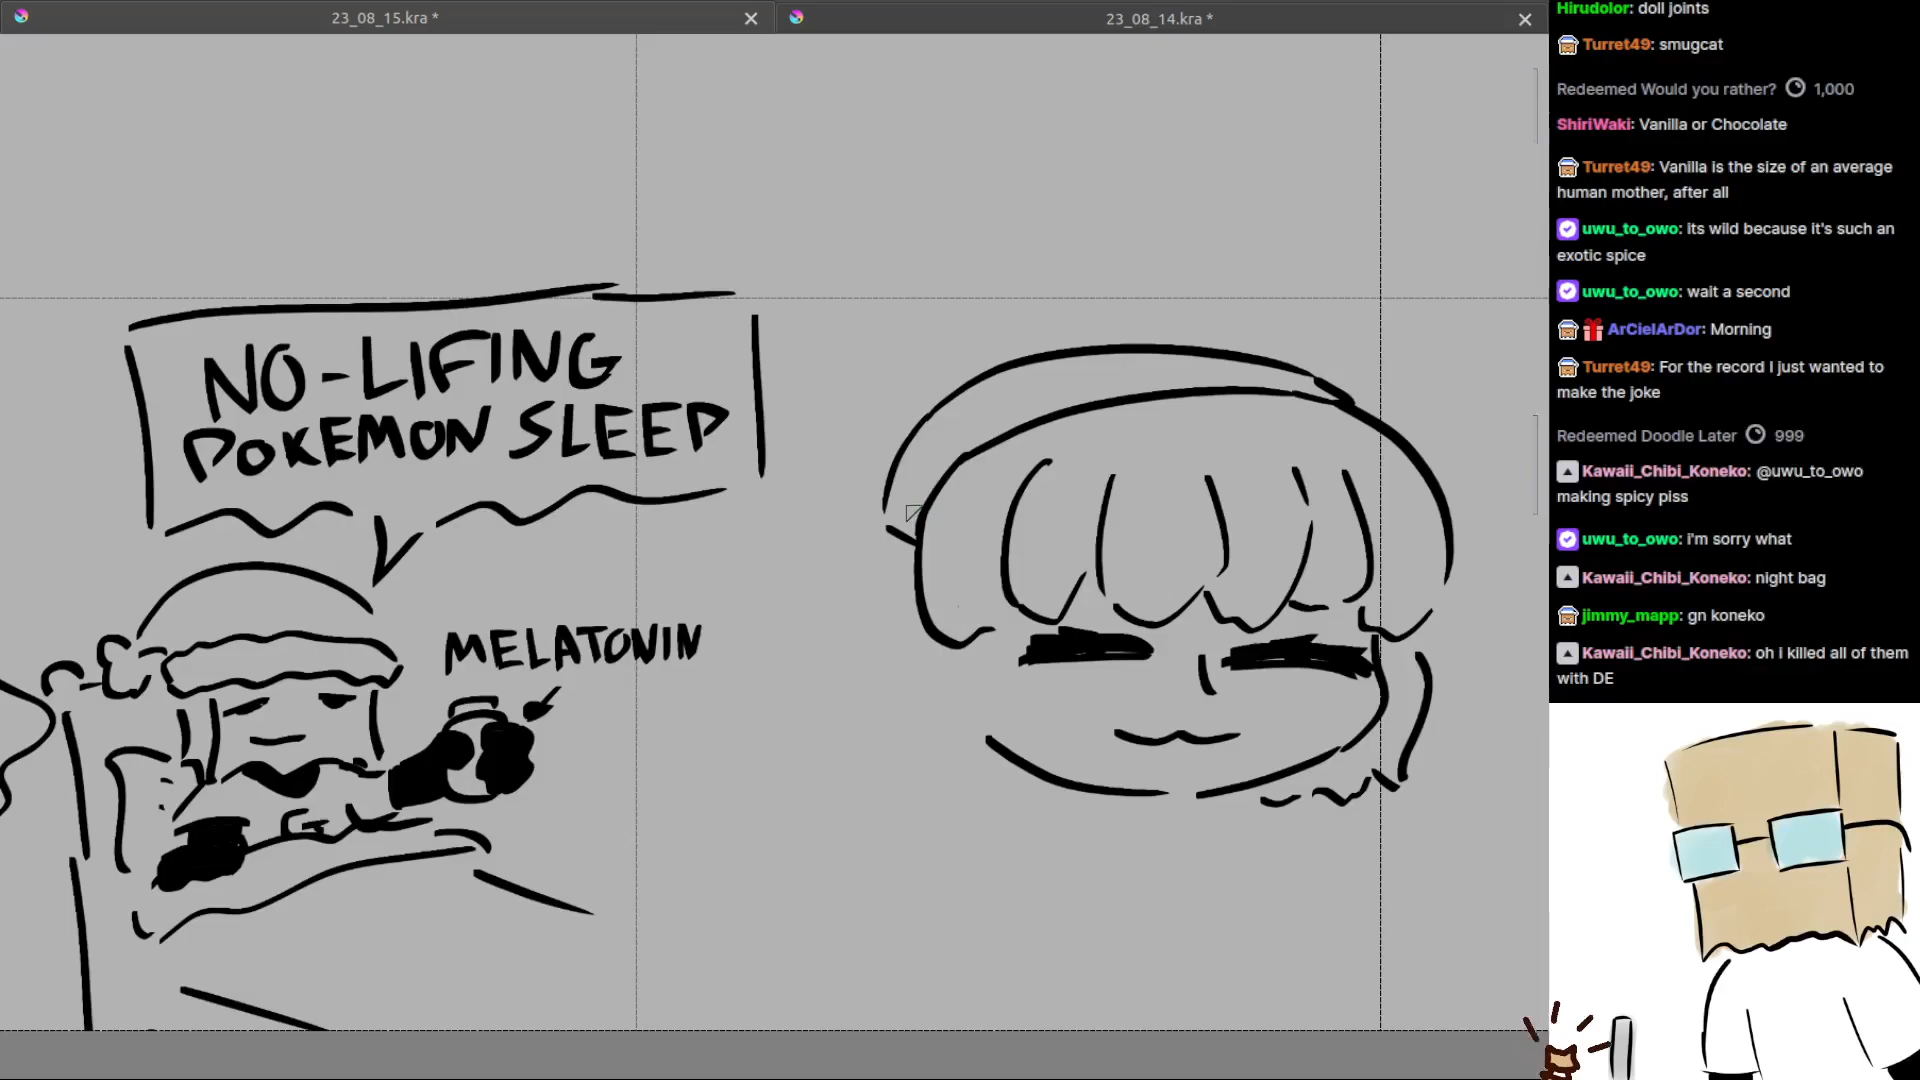 23_08_15.kra *
23_08_14.kra *
NO-LIFING
POKEMON SLEEP
MELATONIN
Hirudolor: doll joints
Turret49: smugcat
Redeemed Would you rather? 1,000
ShiriWaki: Vanilla or Chocolate
Turret49: Vanilla is the size of an average
human mother, after all
uwu_to_owo: its wild because it's such an
exotic spice
uwu_to_owo: wait a second
ArCielArDor: Morning
Turret49: For the record I just wanted to
make the joke
Redeemed Doodle Later 999
Kawaii_Chibi_Koneko: @uwu_to_owo
making spicy piss
uwu_to_owo: i'm sorry what
Kawaii_Chibi_Koneko: night bag
jimmy_mapp: gn koneko
Kawaii_Chibi_Koneko: oh i killed all of them
with DE